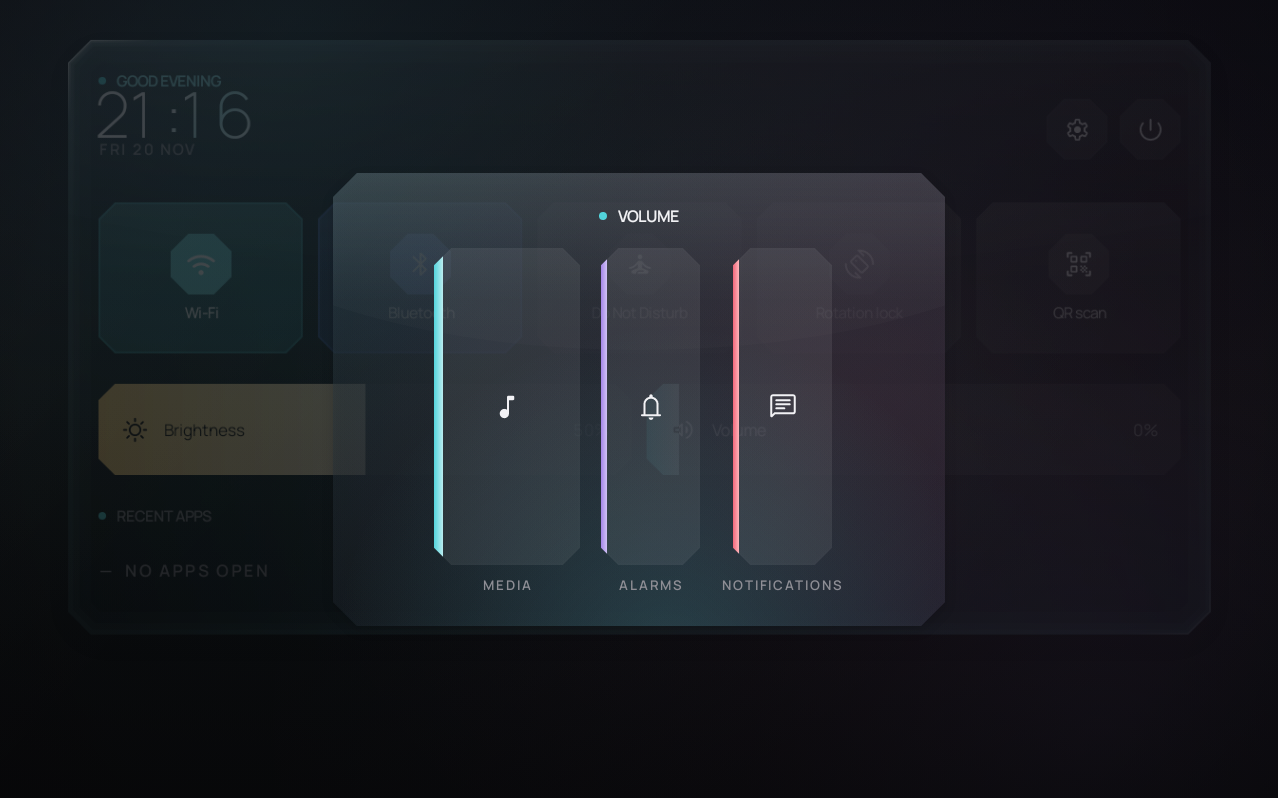 GOOD EVENING
21:16
FRI 20 NOV
VOLUME
Wi-Fi
Bluetooth
Do Not Disturb
Rotation lock
QR scan
Brightness
Volume
0%
RECENT APPS
NO APPS OPEN
MEDIA
ALARMS
NOTIFICATIONS